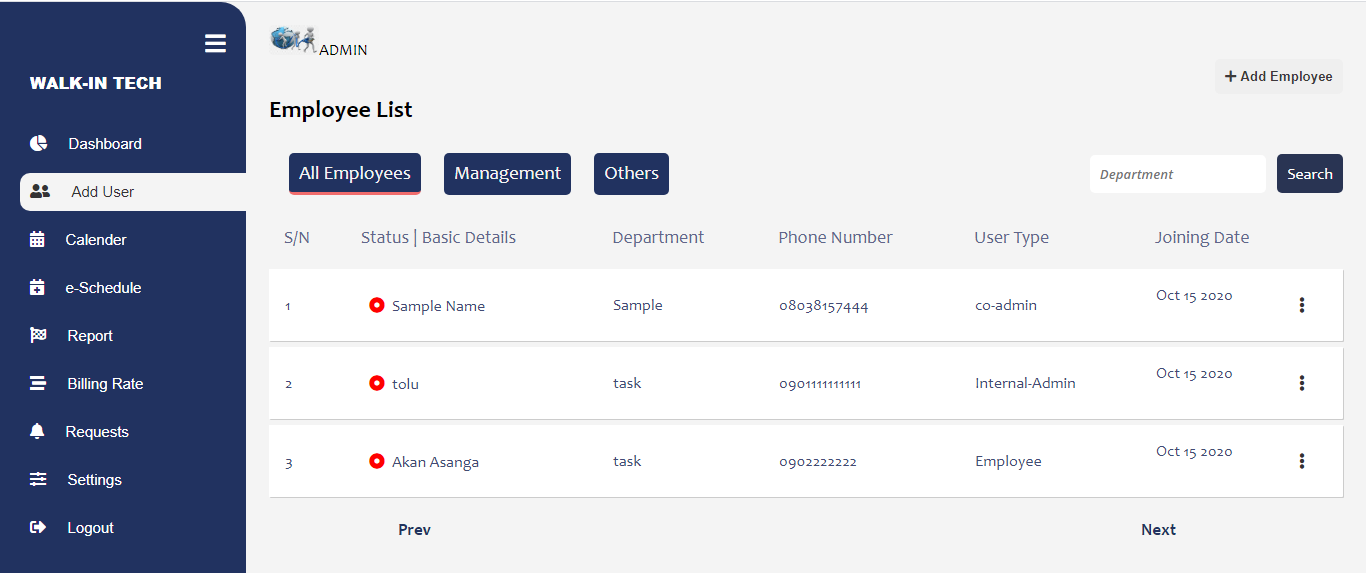 WALK-IN TECH
Dashboard
Add User
Calender
e-Schedule
Report
Billing Rate
Requests
Settings
Logout
ADMIN
Add Employee
Employee List
All Employees Management Others Department Search
S/N Status | Basic Details Department Phone Number User Type Joining Date
1 Sample Name Sample 08038157444 co-admin Oct 15 2020
2 tolu task 0901111111111 Internal-Admin Oct 15 2020
3 Akan Asanga task 0902222222 Employee Oct 15 2020
Prev Next